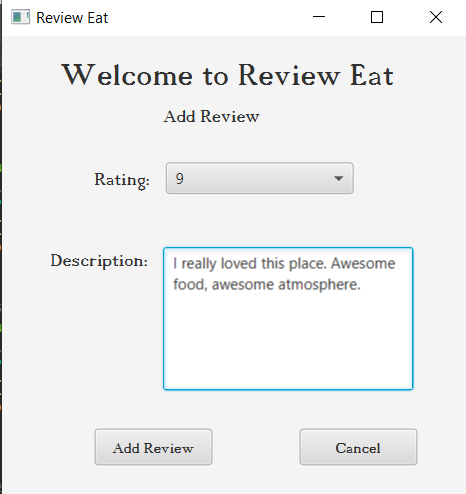 Review Eat
Welcome to Review Eat
Add Review
Rating:
9
Description:
I really loved this place. Awesome
food, awesome atmosphere.
Add Review
Cancel